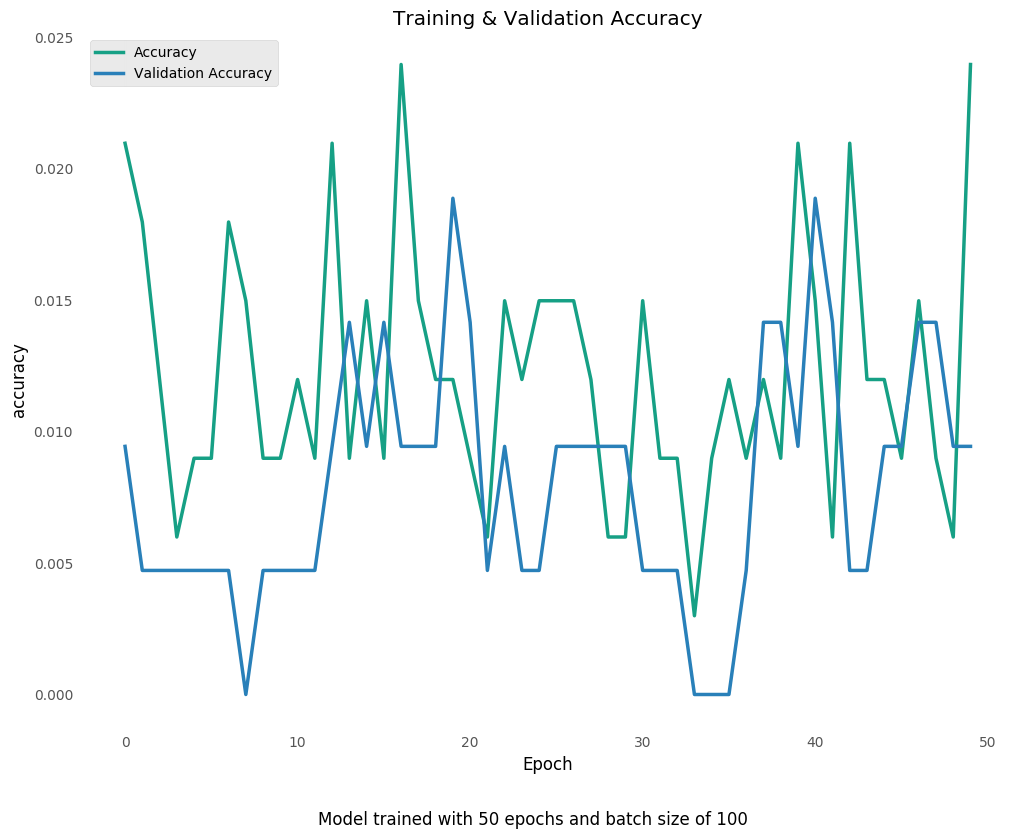 Training & Validation Accuracy
Accuracy
Validation Accuracy
accuracy
0.025
0.020
0.015
0.010
0.005
0.000
0 10 20 30 40 50
Epoch
Model trained with 50 epochs and batch size of 100